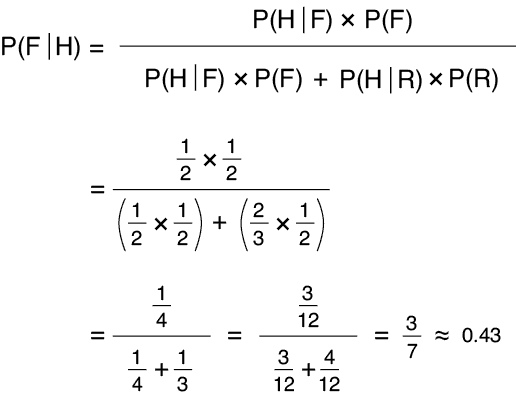 P(F|H) = P(H|F) × P(F) / P(H|F) × P(F) + P(H|R) × P(R)
= 1/2 × 1/2 / (1/2 × 1/2) + (2/3 × 1/2)
= 1/4 / 1/4 + 1/3 = 3/12 / 3/12 + 4/12 = 3/7 ≈ 0.43